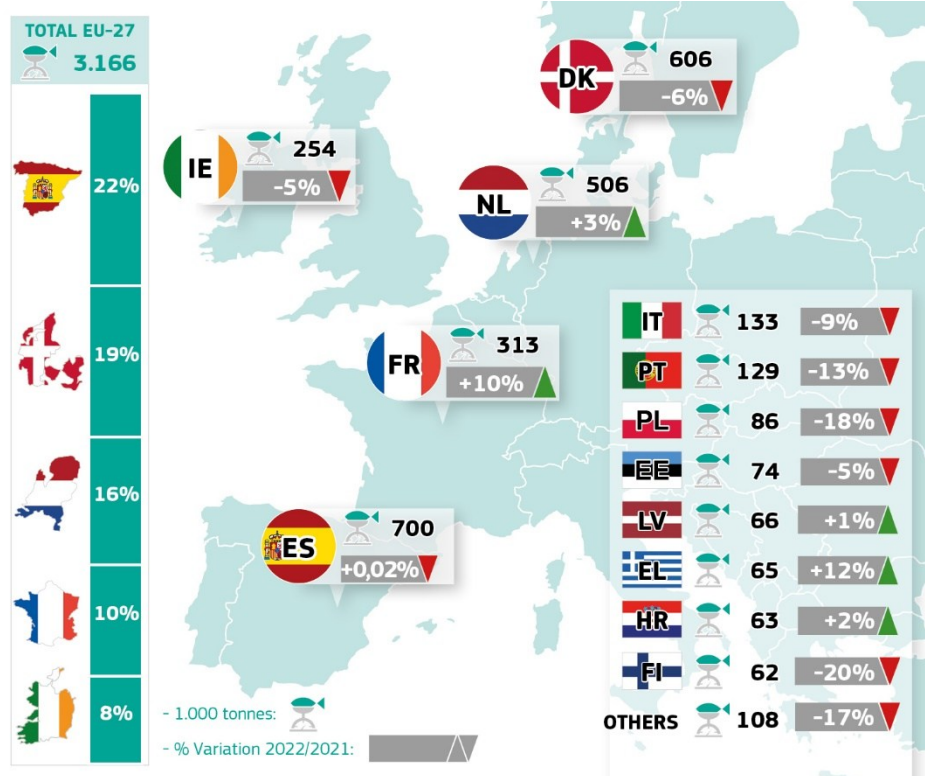 TOTAL EU-27
3.166
22%
19%
16%
10%
8%
DK
606
-6%
IE
254
-5%
NL
506
+3%
FR
313
+10%
ES
700
+0,02%
IT 133 -9%
PT 129 -13%
PL 86 -18%
EE 74 -5%
LV 66 +1%
EL 65 +12%
HR 63 +2%
FI 62 -20%
OTHERS 108 -17%
- 1.000 tonnes:
- % Variation 2022/2021: